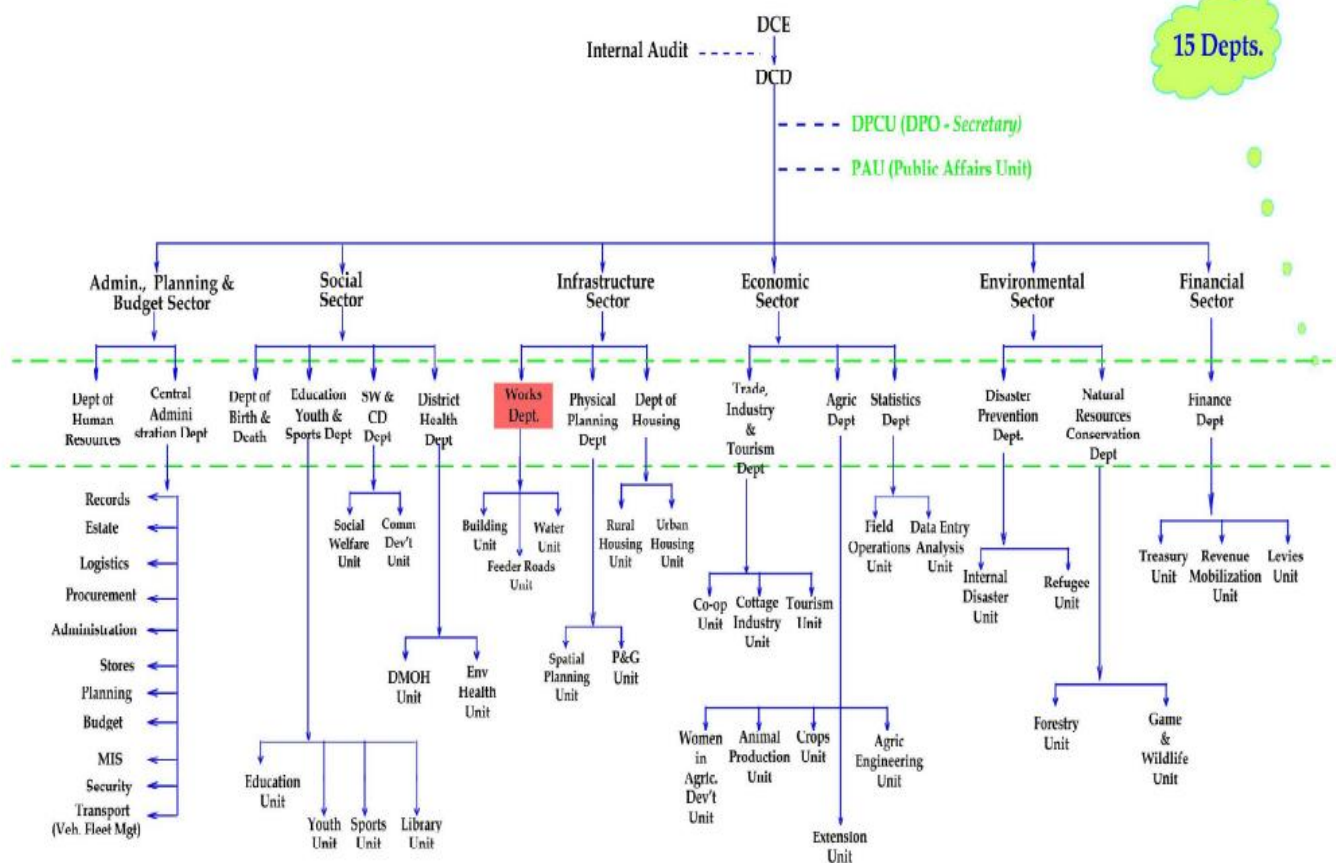 DCE
15 Depts.
Internal Audit
DCD
DPCU (DPO - Secretary)
PAU (Public Affairs Unit)
Admin., Planning &
Budget Sector
Social
Sector
Infrastructure
Sector
Economic
Sector
Environmental
Sector
Financial
Sector
Dept of
Human
Resources
Central
Admini
stration Dept
Dept of
Birth &
Death
Education
Youth &
Sports Dept
SW &
CD
Dept
District
Health
Dept
Works
Dept.
Physical
Planning
Dept
Dept of
Housing
Trade,
Industry
&
Tourism
Dept
Agric
Dept
Statistics
Dept
Disaster
Prevention
Dept.
Natural
Resources
Conservation
Dept
Finance
Dept
Records
Estate
Logistics
Procurement
Administration
Stores
Planning
Budget
MIS
Security
Transport
(Veh. Fleet Mgt)
Education
Unit
Youth
Unit
Sports
Unit
Library
Unit
Social
Welfare
Unit
Comm
Dev't
Unit
DMOH
Unit
Env
Health
Unit
Building
Unit
Feeder Roads
Unit
Water
Unit
Spatial
Planning
Unit
P&G
Unit
Rural
Housing
Unit
Urban
Housing
Unit
Co-op
Unit
Cottage
Industry
Unit
Tourism
Unit
Women
in
Agric.
Dev't
Unit
Animal
Production
Unit
Crops
Unit
Agric
Engineering
Unit
Extension
Unit
Field
Operations
Unit
Data Entry
Analysis
Unit
Internal
Disaster
Unit
Refugee
Unit
Forestry
Unit
Game
&
Wildlife
Unit
Treasury
Unit
Revenue
Mobilization
Unit
Levies
Unit